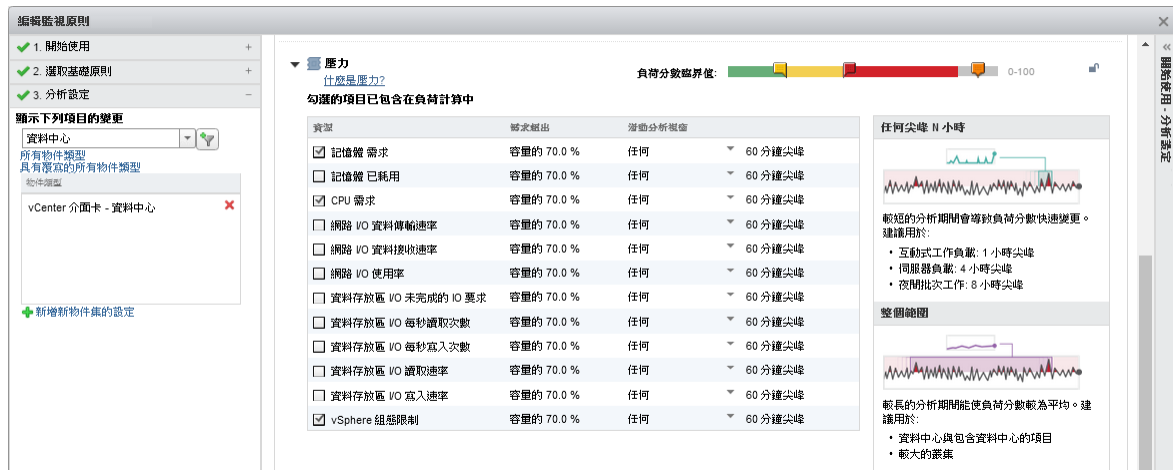 編輯監視原則
1. 開始使用
2. 選取基礎原則
3. 分析設定
顯示下列項目的變更
資料中心
所有物件類型
具有覆寫的所有物件類型
物件類型
vCenter 介面卡 - 資料中心
新增新物件集的設定
壓力
什麼是壓力?
負荷分數臨界值:
0-100
勾選的項目已包含在負荷計算中
資源 需求超出 滑動分析視窗
記憶體 需求 容量的 70.0 % 任何 60 分鐘尖峰
記憶體 已耗用 容量的 70.0 % 任何 60 分鐘尖峰
CPU 需求 容量的 70.0 % 任何 60 分鐘尖峰
網路 I/O 資料傳輸速率 容量的 70.0 % 任何 60 分鐘尖峰
網路 I/O 資料接收速率 容量的 70.0 % 任何 60 分鐘尖峰
網路 I/O 使用率 容量的 70.0 % 任何 60 分鐘尖峰
資料存放區 I/O 未完成的 IO 要求 容量的 70.0 % 任何 60 分鐘尖峰
資料存放區 I/O 每秒讀取次數 容量的 70.0 % 任何 60 分鐘尖峰
資料存放區 I/O 每秒寫入次數 容量的 70.0 % 任何 60 分鐘尖峰
資料存放區 I/O 讀取速率 容量的 70.0 % 任何 60 分鐘尖峰
資料存放區 I/O 寫入速率 容量的 70.0 % 任何 60 分鐘尖峰
vSphere 組態限制 容量的 70.0 % 任何 60 分鐘尖峰
任何尖峰 N 小時
較短的分析期間會導致負荷分數快速變更。
建議用於:
• 互動式工作負載: 1 小時尖峰
• 伺服器負載: 4 小時尖峰
• 夜間批次工作: 8 小時尖峰
整個範圍
較長的分析期間能使負荷分數較為平均。建
議用於:
• 資料中心與包含資料中心的項目
• 較大的叢集
開始使用 - 分析設定